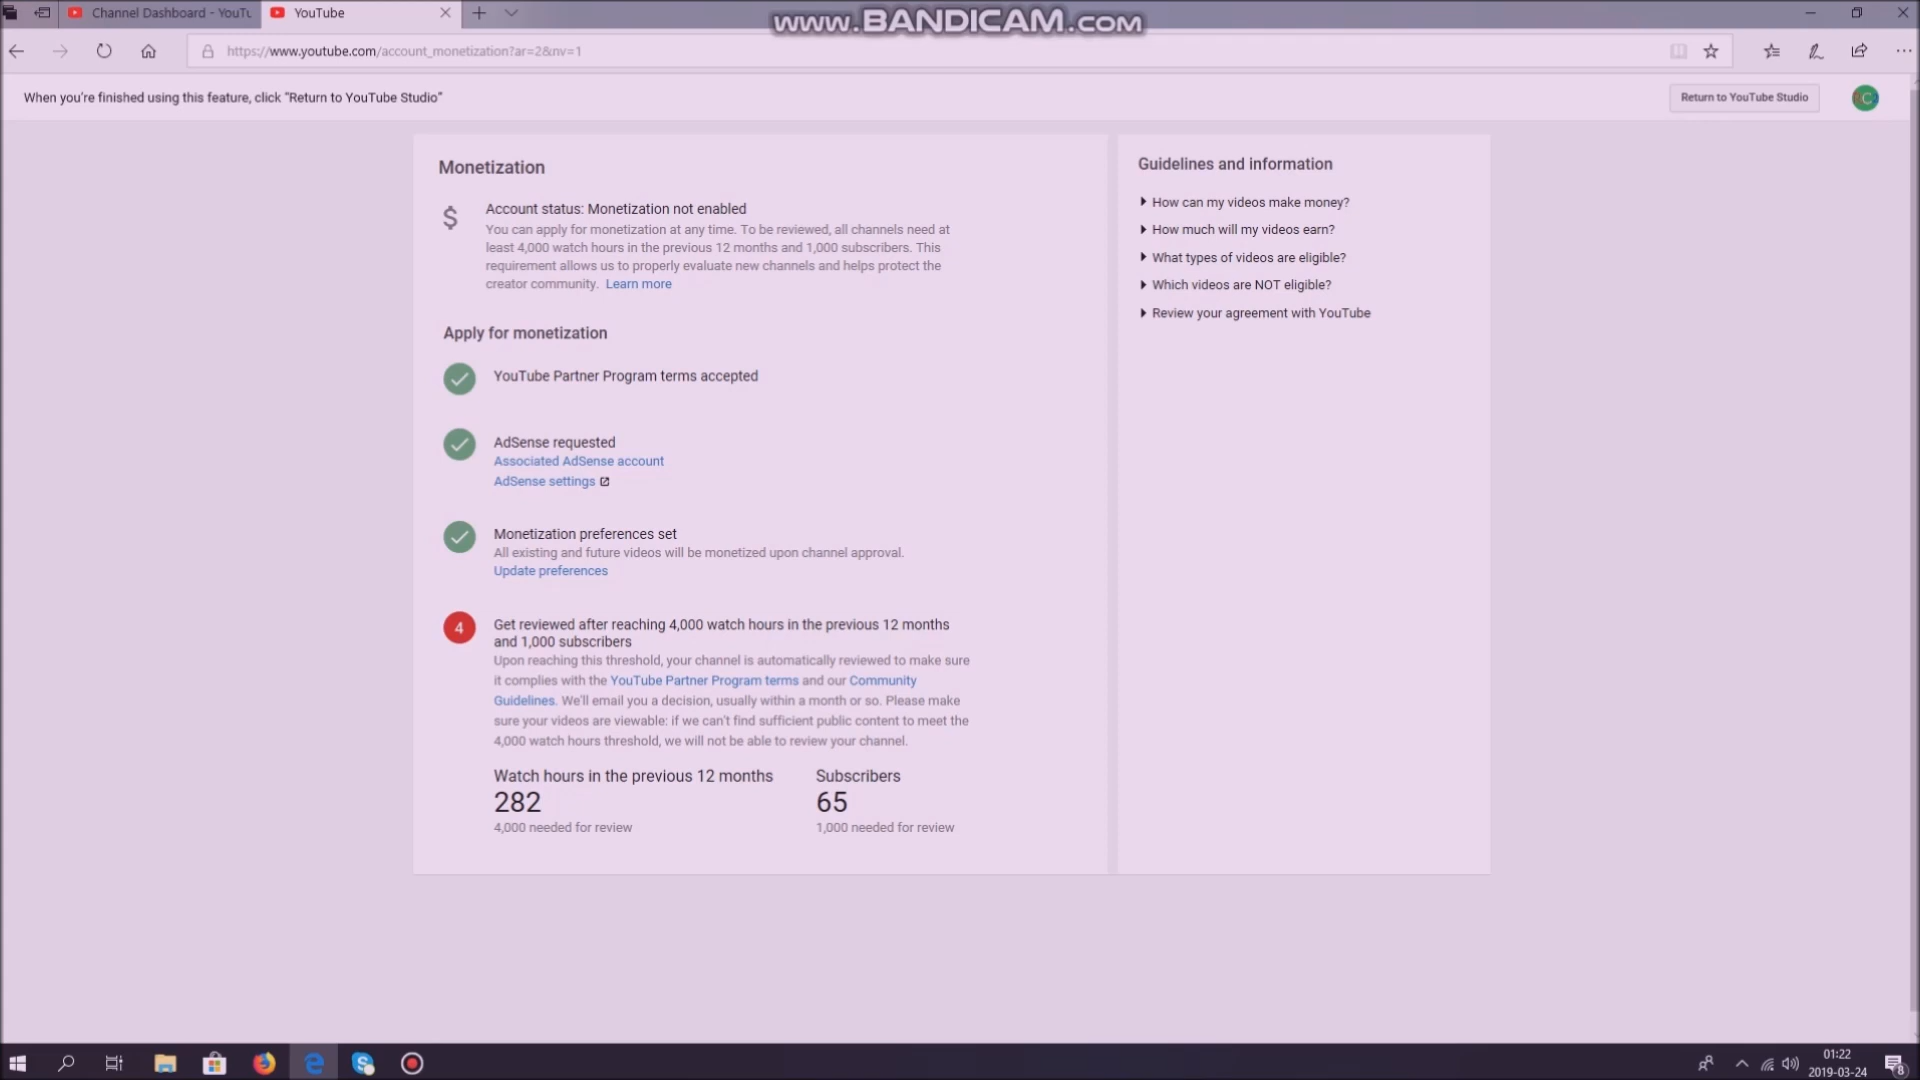 Channel Dashboard - YouTu
YouTube
www.BANDICAM.com
https://www.youtube.com/account_monetization?ar=2&nv=1
When you're finished using this feature, click "Return to YouTube Studio"
Return to YouTube Studio
C
Monetization
$
Account status: Monetization not enabled
You can apply for monetization at any time. To be reviewed, all channels need at
least 4,000 watch hours in the previous 12 months and 1,000 subscribers. This
requirement allows us to properly evaluate new channels and helps protect the
creator community. Learn more
Apply for monetization
YouTube Partner Program terms accepted
AdSense requested
Associated AdSense account
AdSense settings
Monetization preferences set
All existing and future videos will be monetized upon channel approval.
Update preferences
4
Get reviewed after reaching 4,000 watch hours in the previous 12 months
and 1,000 subscribers
Upon reaching this threshold, your channel is automatically reviewed to make sure
it complies with the YouTube Partner Program terms and our Community
Guidelines. We'll email you a decision, usually within a month or so. Please make
sure your videos are viewable: if we can't find sufficient public content to meet the
4,000 watch hours threshold, we will not be able to review your channel.
Watch hours in the previous 12 months
282
4,000 needed for review
Subscribers
65
1,000 needed for review
Guidelines and information
How can my videos make money?
How much will my videos earn?
What types of videos are eligible?
Which videos are NOT eligible?
Review your agreement with YouTube
01:22
2019-03-24
8